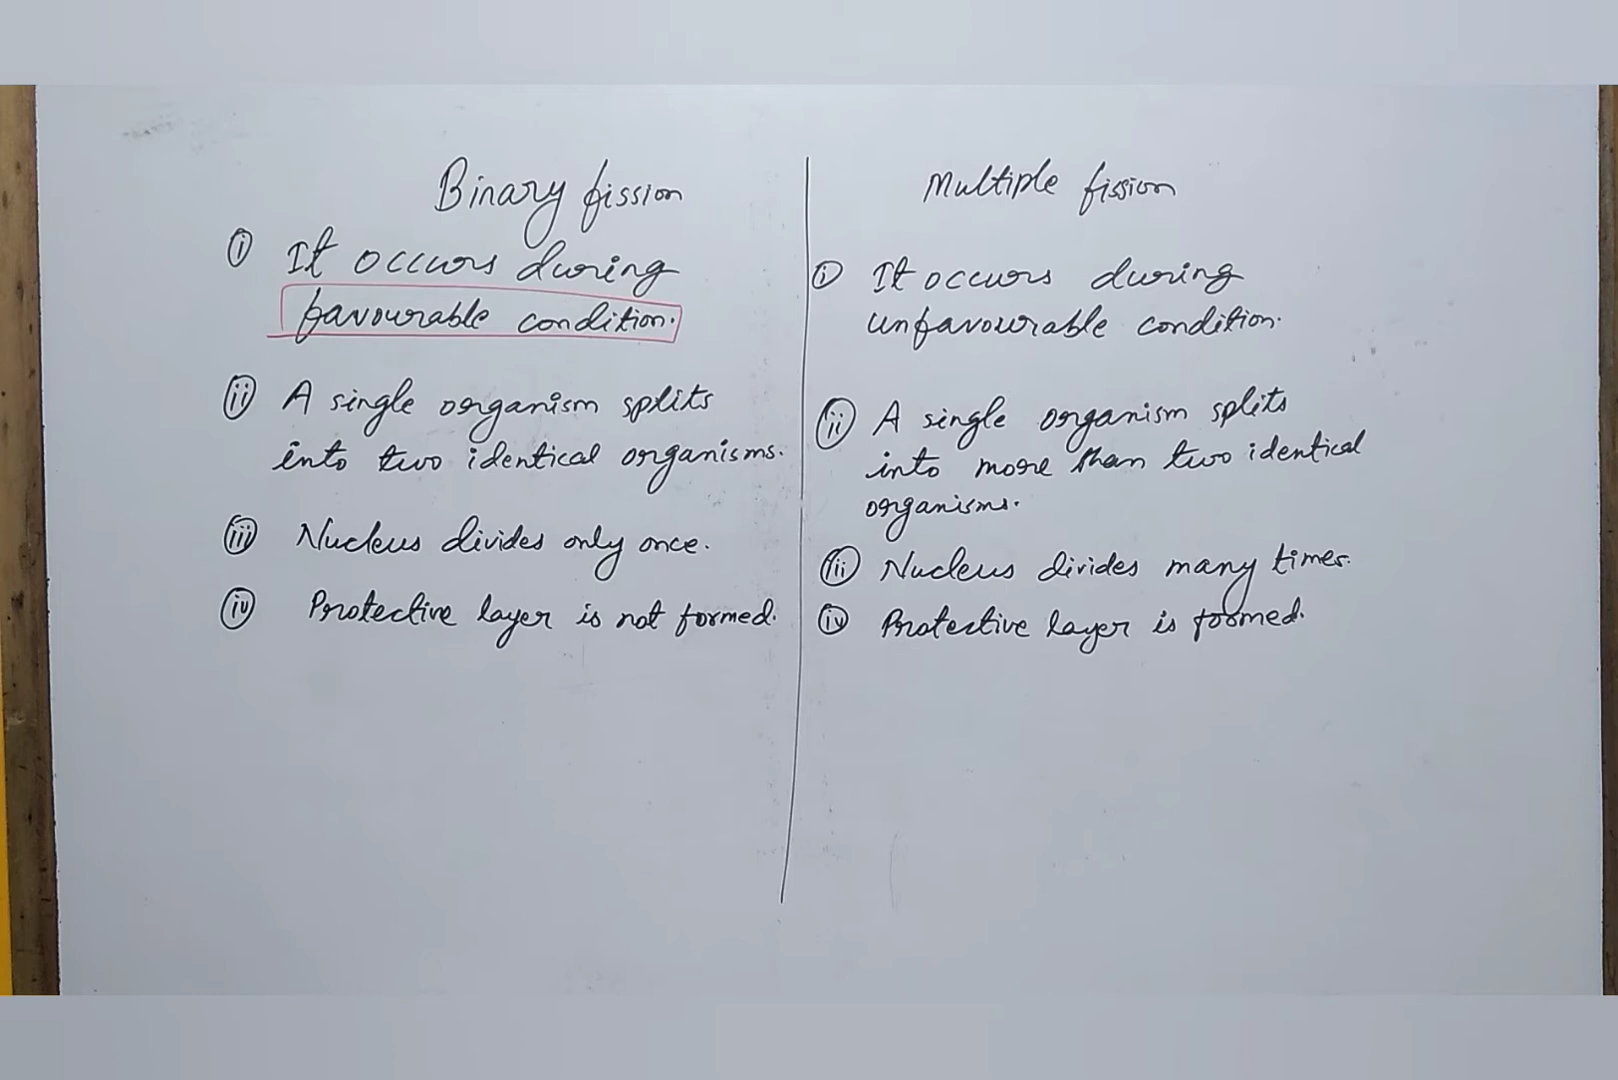 Binary fission
(i) It occurs during
favourable condition.
(ii) A single organism splits
into two identical organisms.
(iii) Nucleus divides only once.
(iv) Protective layer is not formed.
Multiple fission
(i) It occurs during
unfavourable condition.
(ii) A single organism splits
into more than two identical
organisms.
(iii) Nucleus divides many times.
(iv) Protective layer is formed.